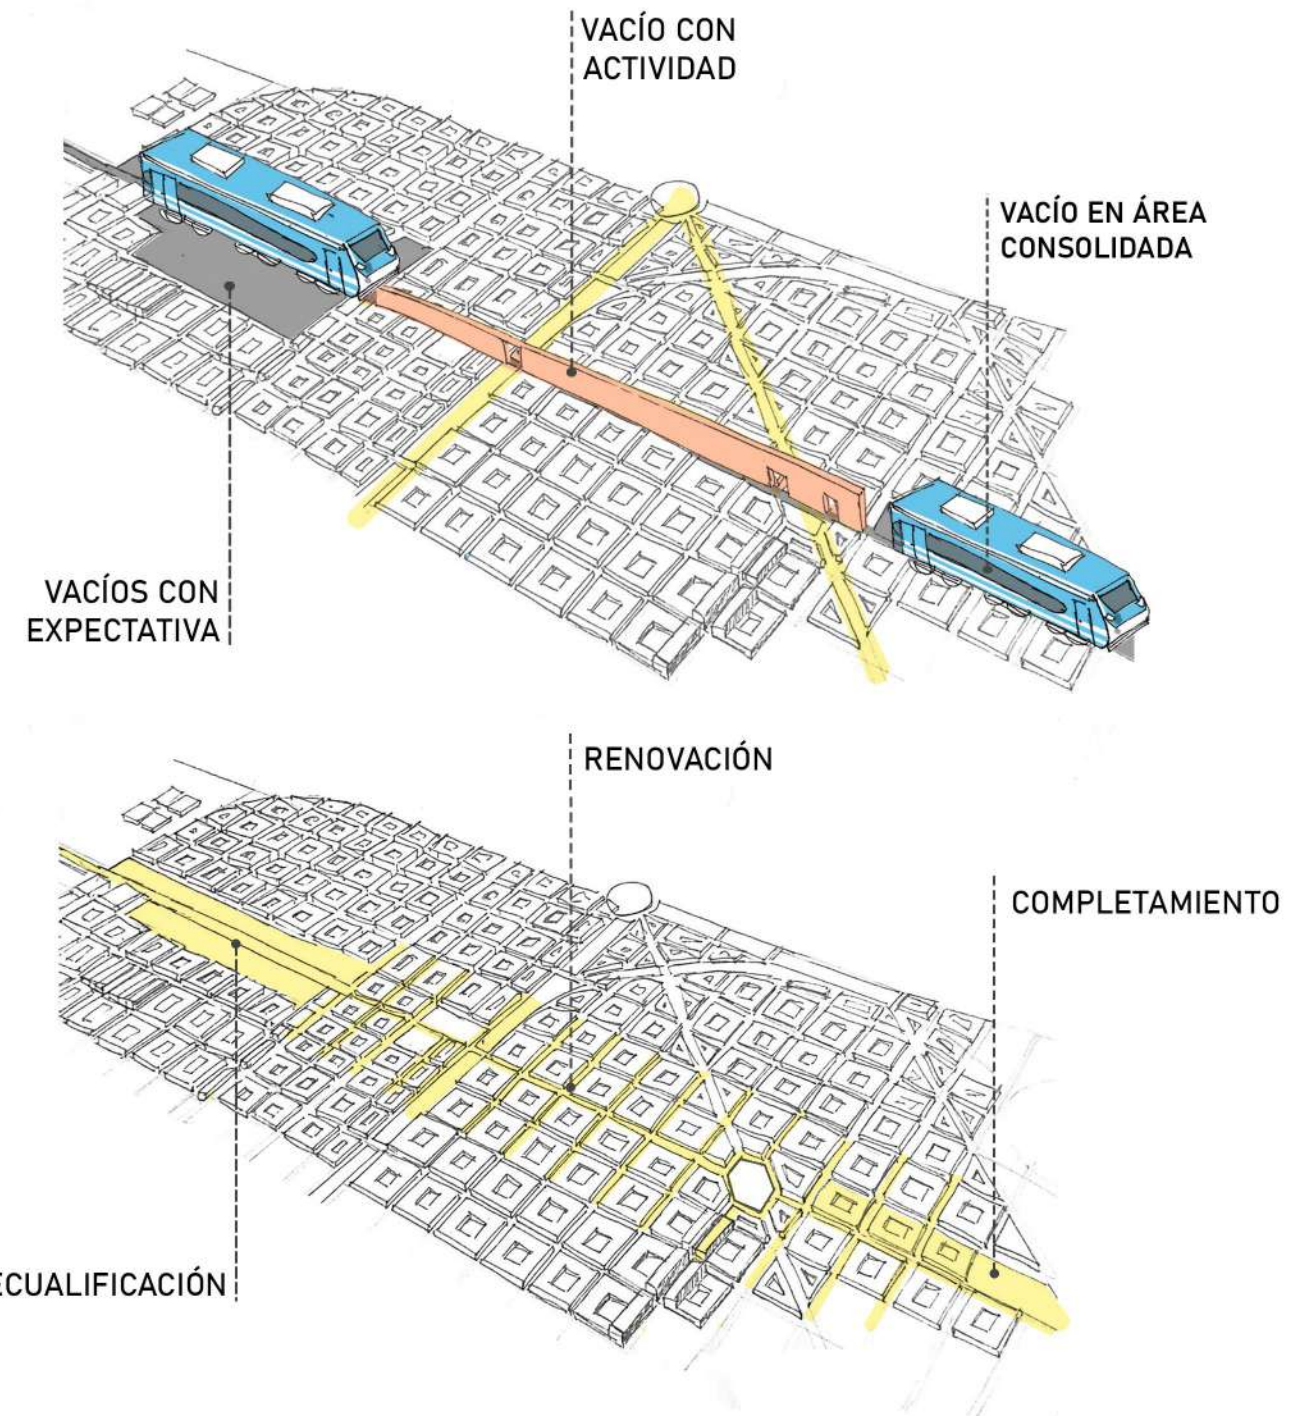 VACÍO CON
ACTIVIDAD
VACÍO EN ÁREA
CONSOLIDADA
VACÍOS CON
EXPECTATIVA
RENOVACIÓN
COMPLETAMIENTO
ECUALIFICACIÓN